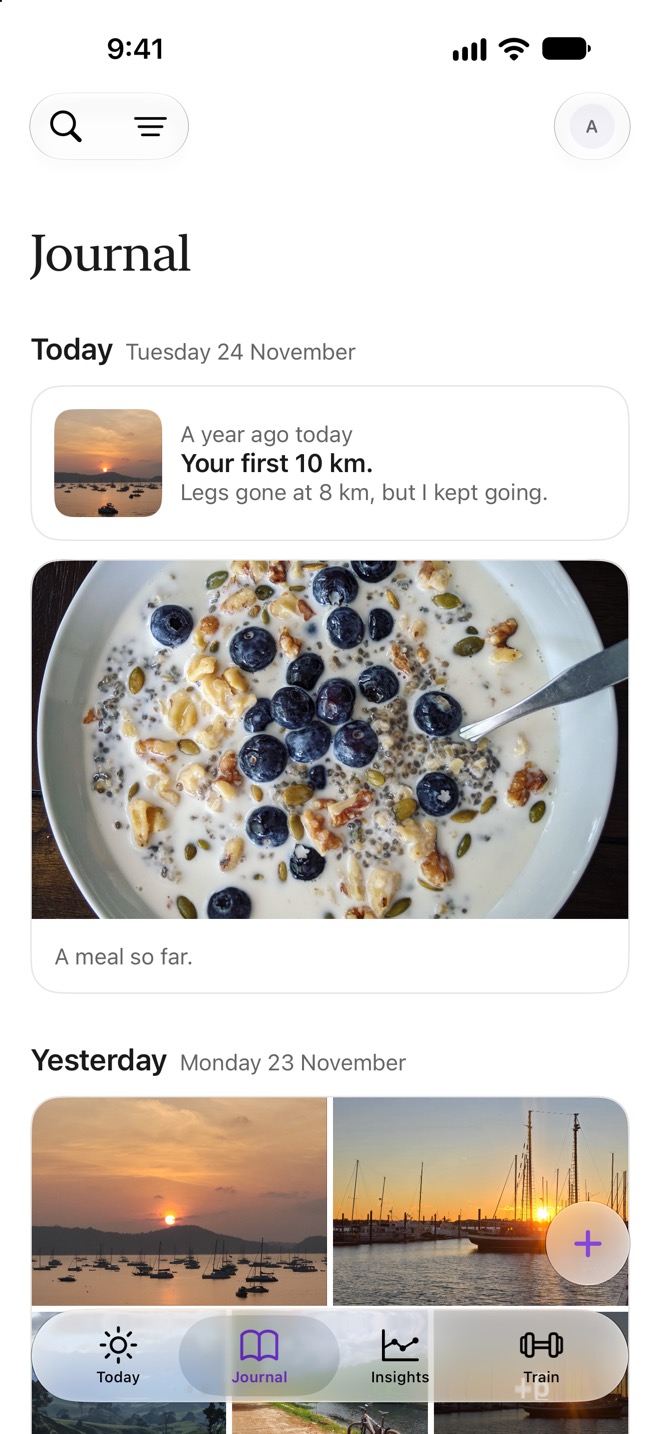 9:41
A
Journal
Today Tuesday 24 November
A year ago today
Your first 10 km.
Legs gone at 8 km, but I kept going.
A meal so far.
Yesterday Monday 23 November
Today
Journal
Insights
Train